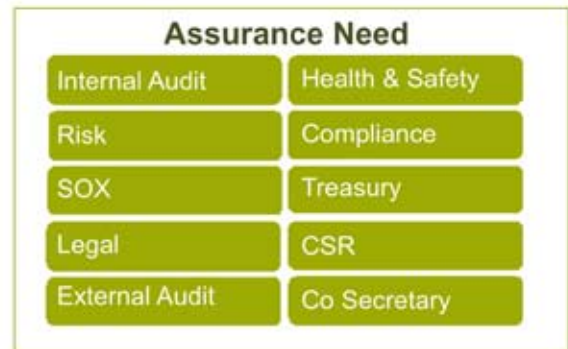 Assurance Need
Internal Audit
Health & Safety
Risk
Compliance
SOX
Treasury
Legal
CSR
External Audit
Co Secretary